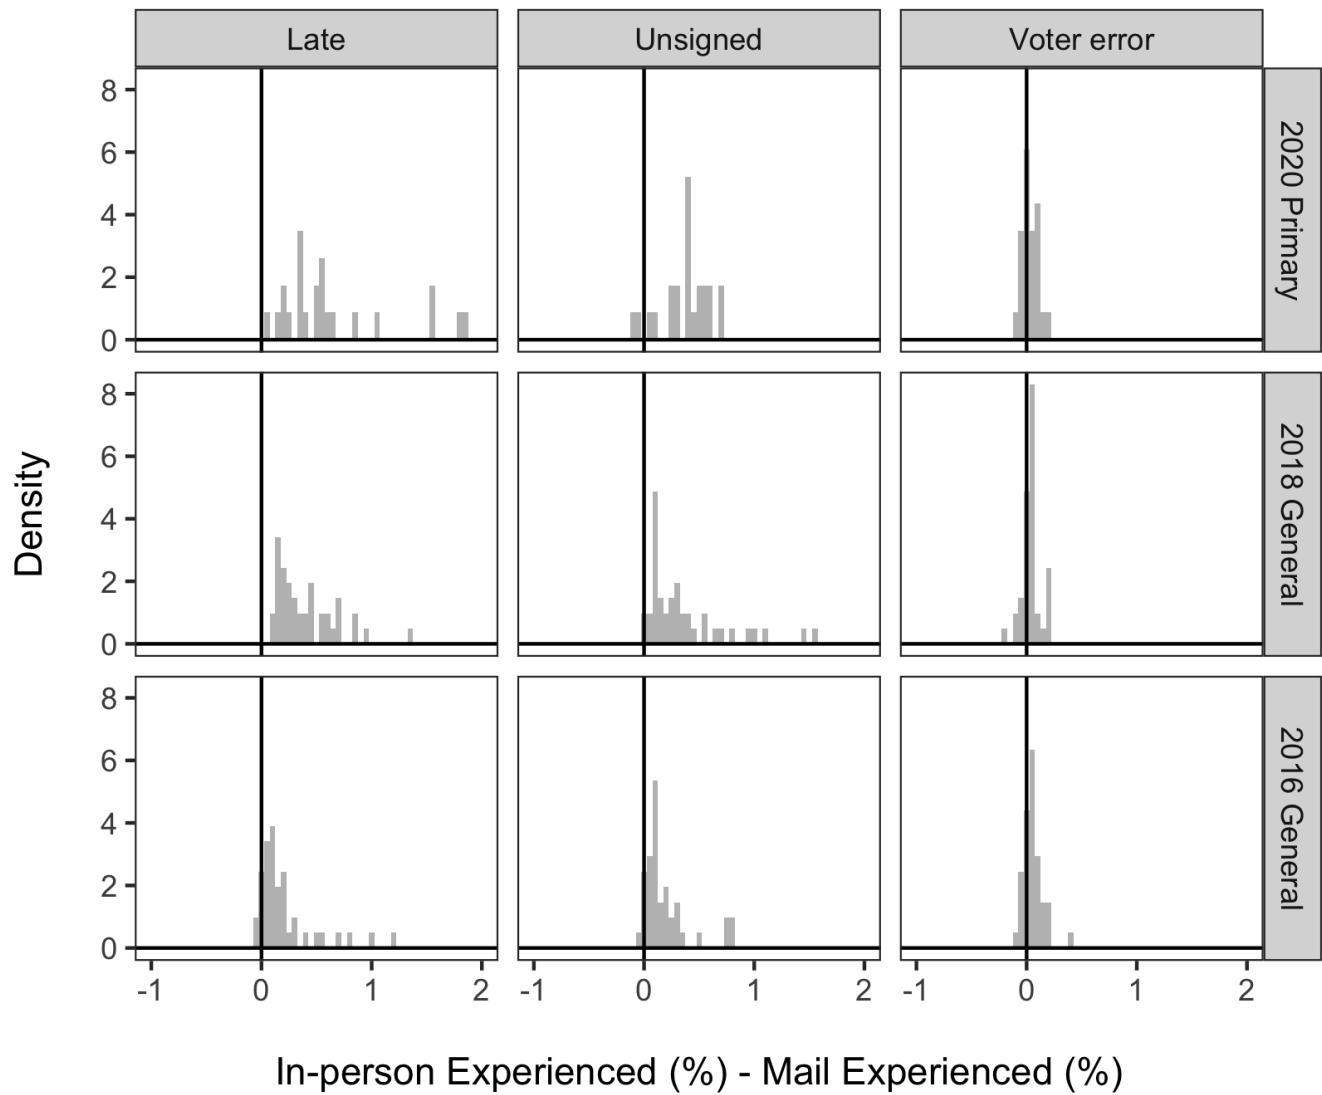 Late Unsigned Voter error
8
6
4
2
0
2020 Primary
8
6
4
2
0
2018 General
8
6
4
2
0
2016 General
Density
-1 0 1 2 -1 0 1 2 -1 0 1 2
In-person Experienced (%) - Mail Experienced (%)